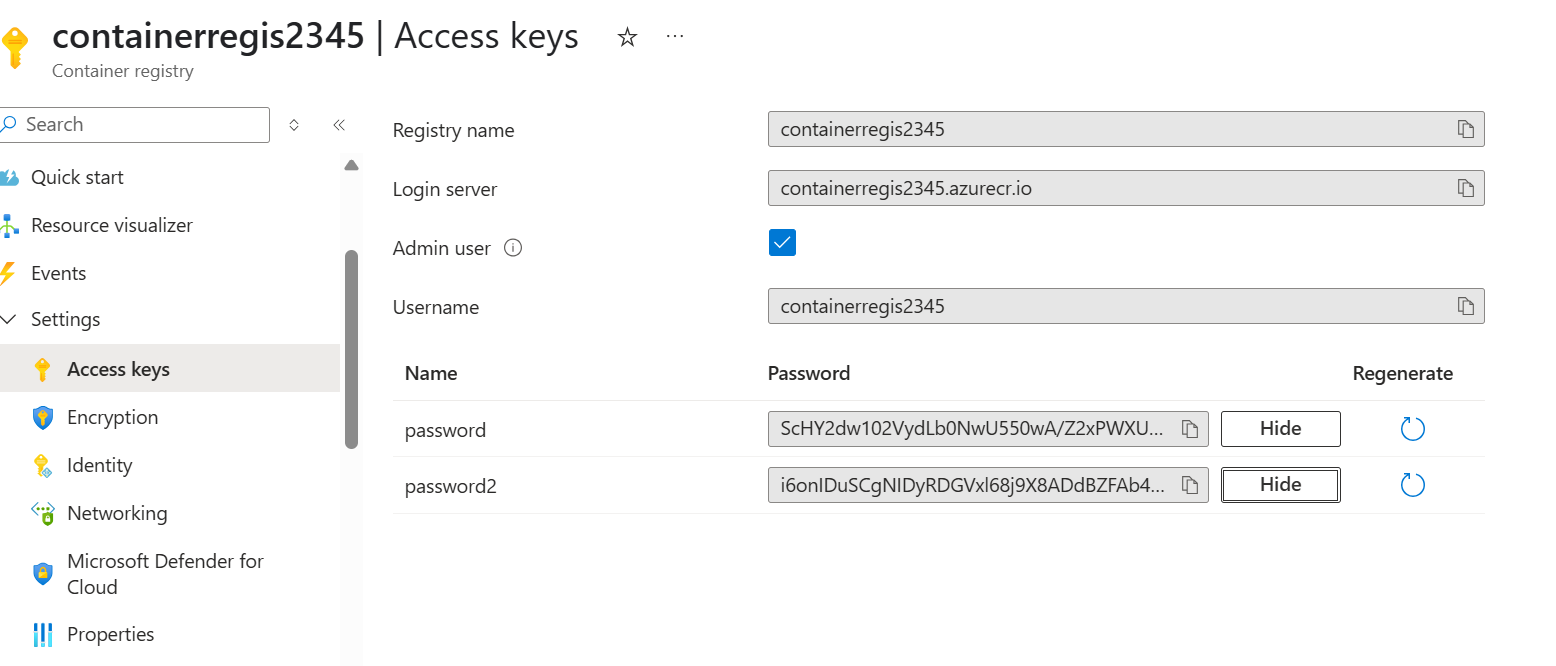 containerregis2345 | Access keys
Container registry
Search
Quick start
Resource visualizer
Events
Settings
Access keys
Encryption
Identity
Networking
Microsoft Defender for
Cloud
Properties
Registry name
containerregis2345
Login server
containerregis2345.azurecr.io
Admin user
Username
containerregis2345
Name Password Regenerate
password ScHY2dw102VydLb0NwU550wA/Z2xPWXU... Hide
password2 i6onIDuSCgNIDyRDGVxl68j9X8ADdBZFAb4... Hide